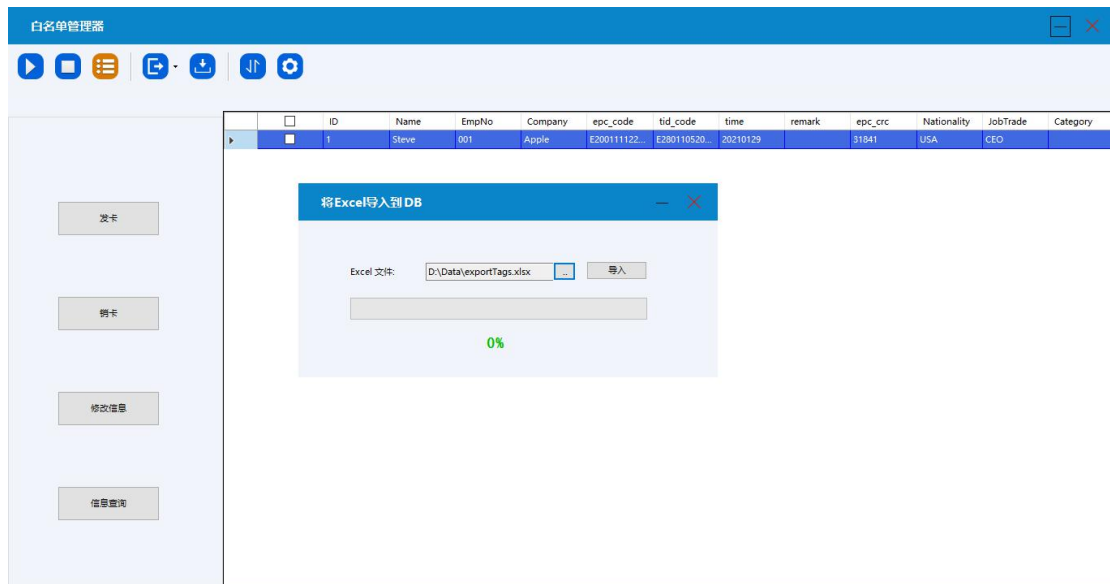 白名单管理器
ID Name EmpNo Company epc_code tid_code time remark epc_crc Nationality JobTrade Category
1 Steve 001 Apple E200111122... E280110520... 20210129 31841 USA CEO
将Excel导入到DB
发卡
Excel 文件: D:\Data\exportTags.xlsx .. 导入
销卡
0%
修改信息
信息查询